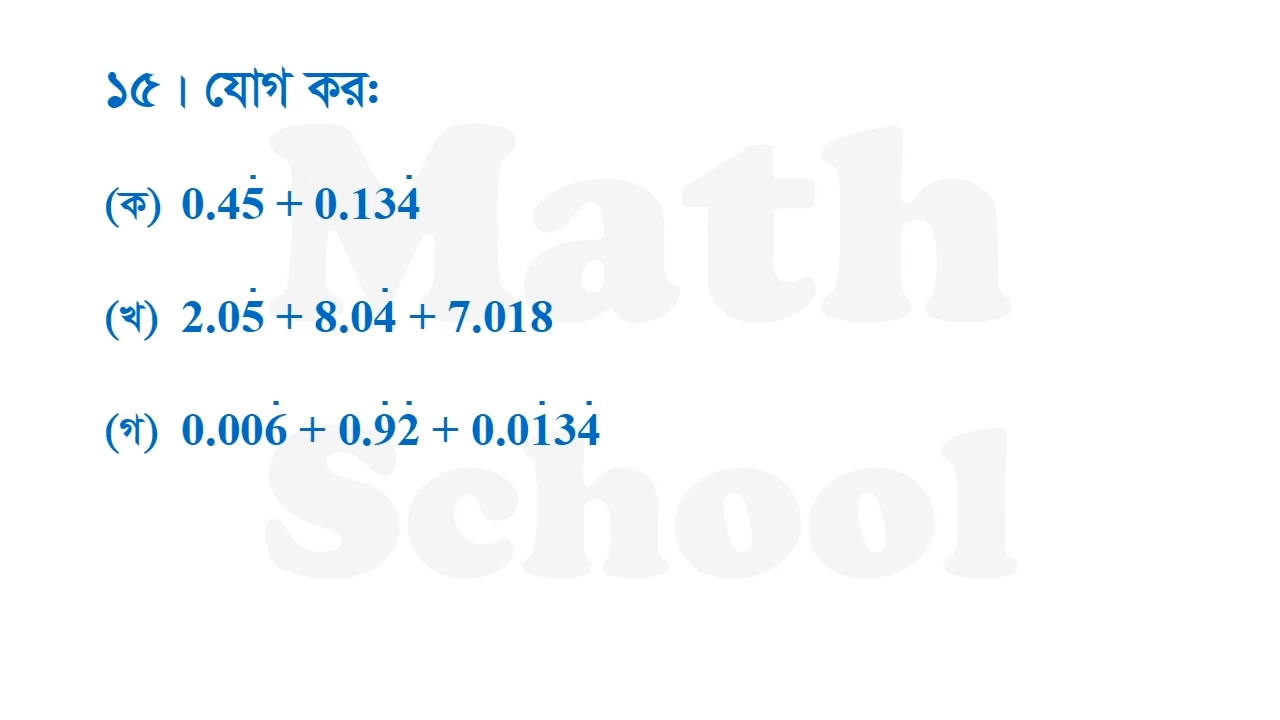 ১৫। যোগ কর:
(ক) 0.45̇ + 0.134̇
(খ) 2.05̇ + 8.04̇ + 7.018
(গ) 0.006̇ + 0.9̇2̇ + 0.01̇34̇
Math
School